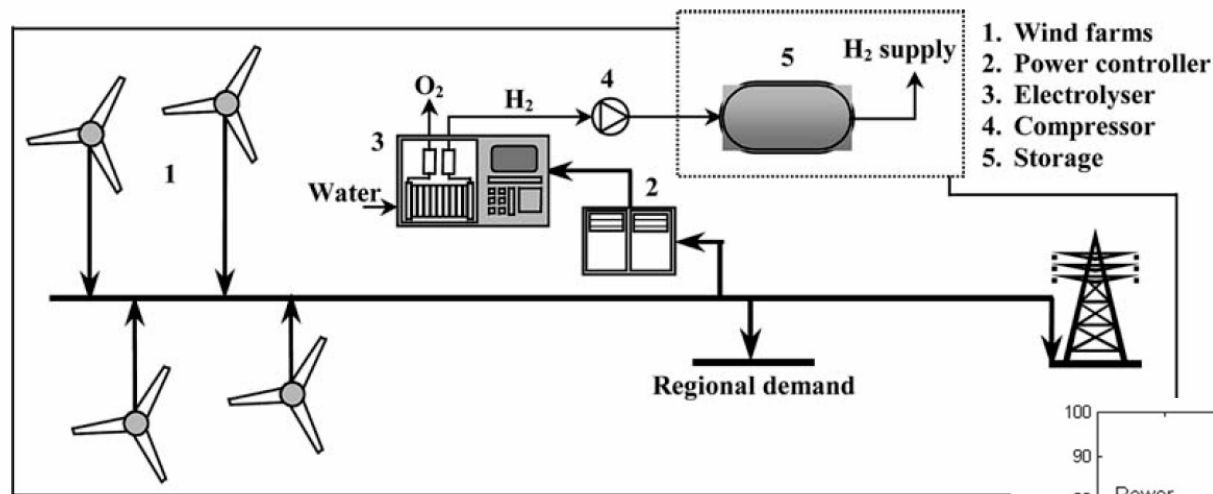 1. Wind farms
2. Power controller
3. Electrolyser
4. Compressor
5. Storage
5
H₂ supply
4
O₂
H₂
3
1
Water
2
Regional demand
100
90
Power